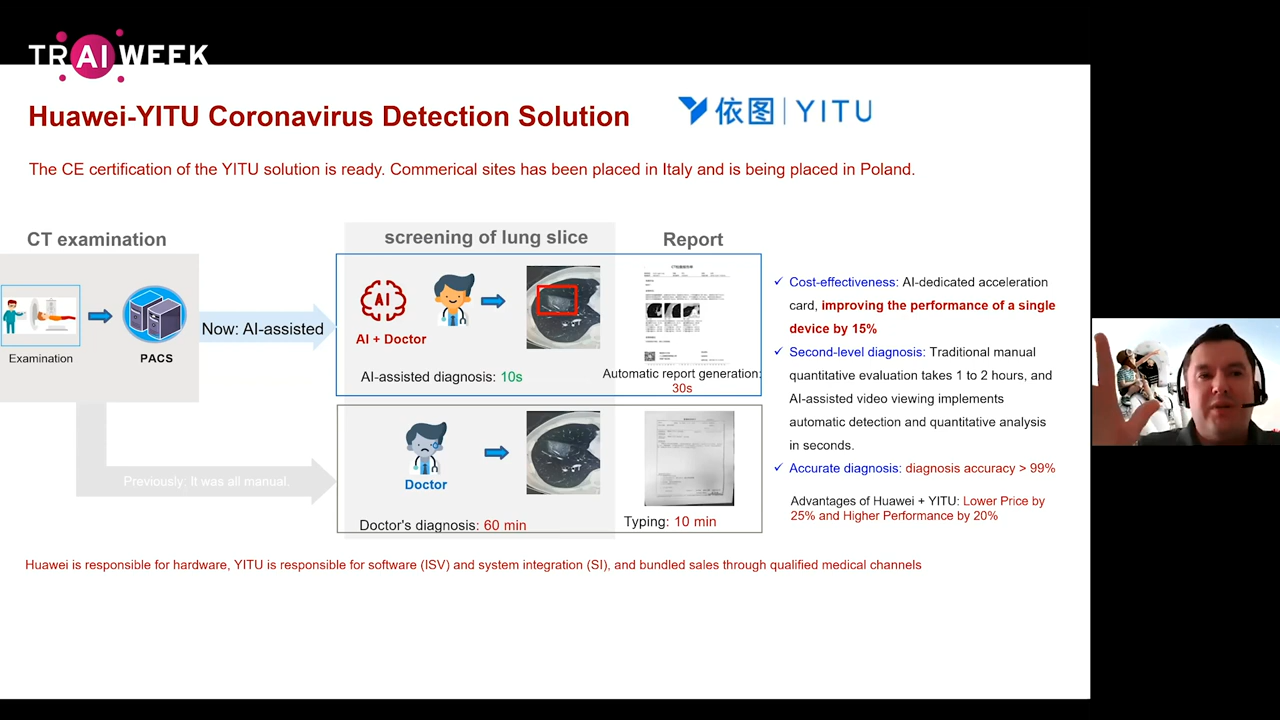 TRAIWEEK
Huawei-YITU Coronavirus Detection Solution
依图 | YITU
The CE certification of the YITU solution is ready. Commerical sites has been placed in Italy and is being placed in Poland.
CT examination
screening of lung slice
Report
Examination
PACS
Now: AI-assisted
AI
AI + Doctor
AI-assisted diagnosis: 10s
Automatic report generation:
30s
Previously: It was all manual.
Doctor
Doctor's diagnosis: 60 min
Typing: 10 min
✓ Cost-effectiveness: AI-dedicated acceleration
card, improving the performance of a single
device by 15%
✓ Second-level diagnosis: Traditional manual
quantitative evaluation takes 1 to 2 hours, and
AI-assisted video viewing implements
automatic detection and quantitative analysis
in seconds.
✓ Accurate diagnosis: diagnosis accuracy > 99%
Advantages of Huawei + YITU: Lower Price by
25% and Higher Performance by 20%
Huawei is responsible for hardware, YITU is responsible for software (ISV) and system integration (SI), and bundled sales through qualified medical channels